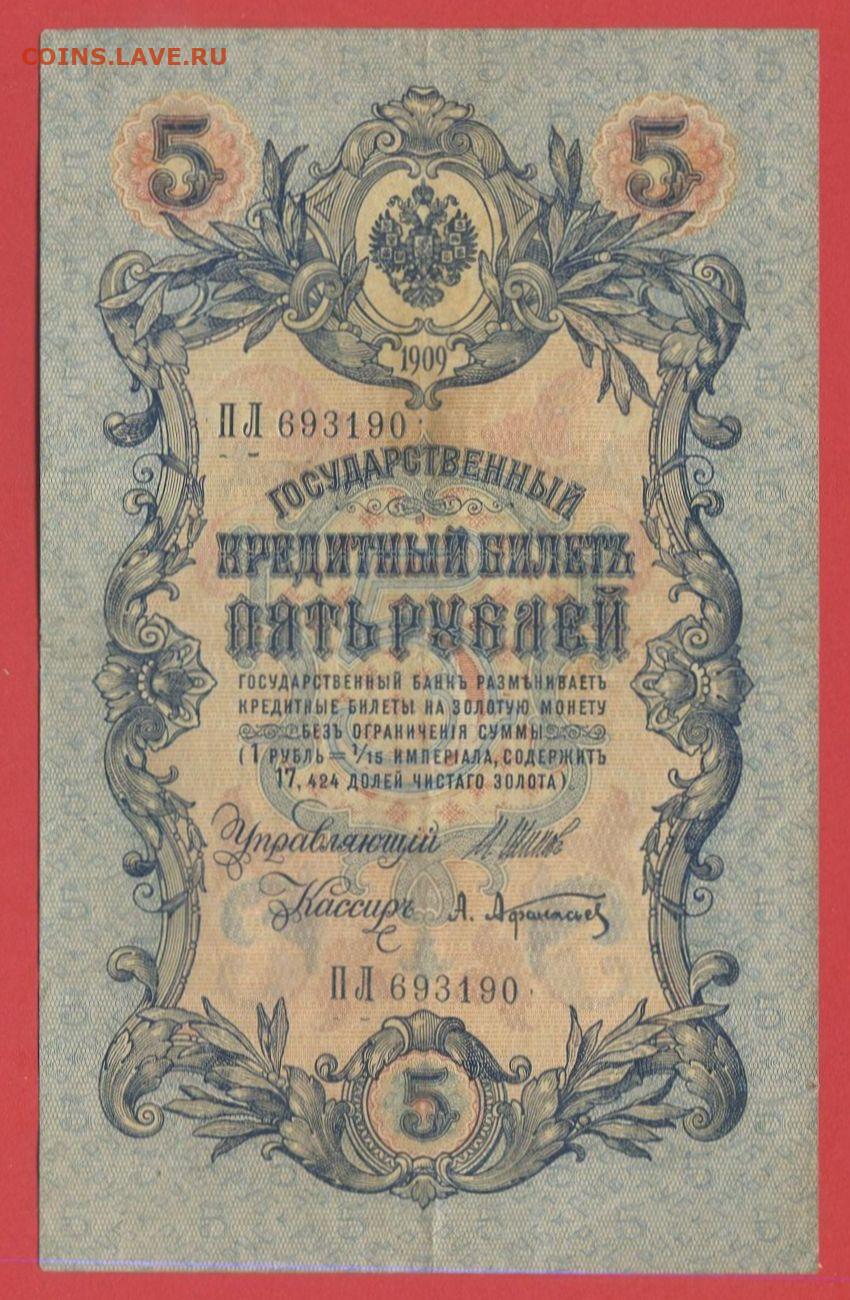 COINS.LAVE.RU
5 5
1909
ПЛ 693190
ГОСУДАРСТВЕННЫЙ
КРЕДИТНЫЙ БИЛЕТЪ
ПЯТЬ РУБЛЕЙ
ГОСУДАРСТВЕННЫЙ БАНКЪ РАЗМѢНИВАЕТЪ
КРЕДИТНЫЕ БИЛЕТЫ НА ЗОЛОТУЮ МОНЕТУ
БЕЗЪ ОГРАНИЧЕНІЯ СУММЫ
(1 РУБЛЬ = 1/15 ИМПЕРІАЛА, СОДЕРЖИТЪ
17,424 ДОЛЕЙ ЧИСТАГО ЗОЛОТА)
Управляющій И. Шипов
Кассиръ А. Афанасьев
ПЛ 693190
5